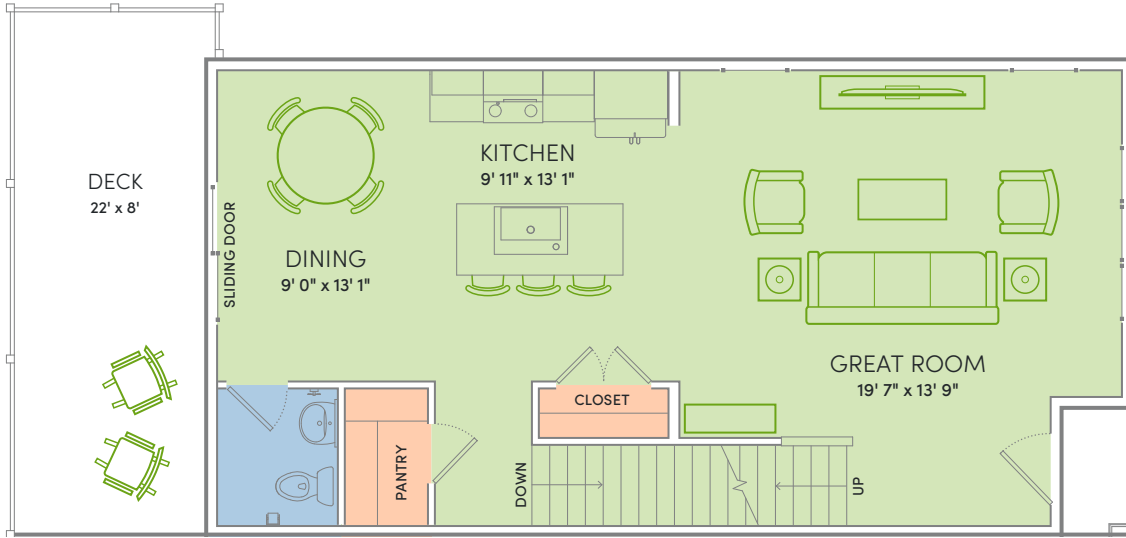 DECK
22' x 8'
SLIDING DOOR
DINING
9' 0" x 13' 1"
KITCHEN
9' 11" x 13' 1"
GREAT ROOM
19' 7" x 13' 9"
CLOSET
PANTRY
DOWN
UP